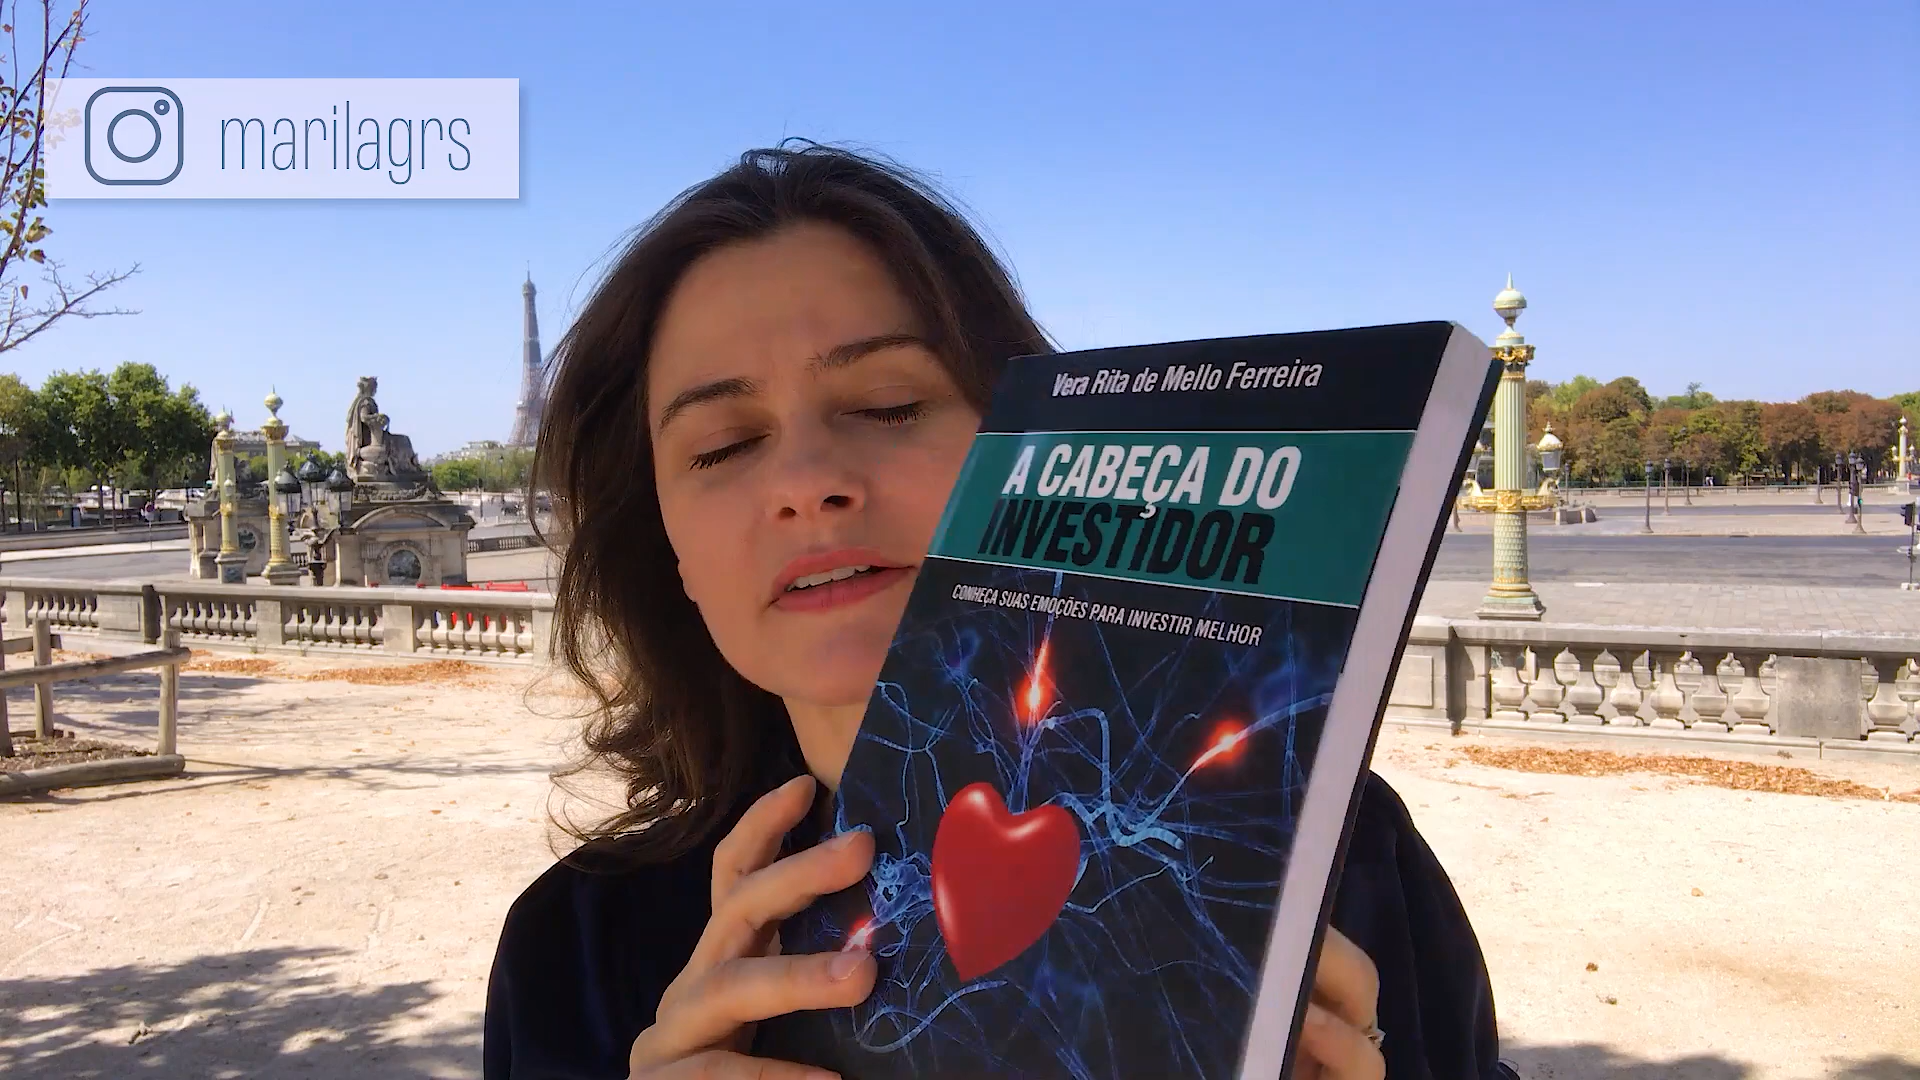 marilagrs
Vera Rita de Mello Ferreira
A CABEÇA DO
INVESTIDOR
CONHEÇA SUAS EMOÇÕES PARA INVESTIR MELHOR